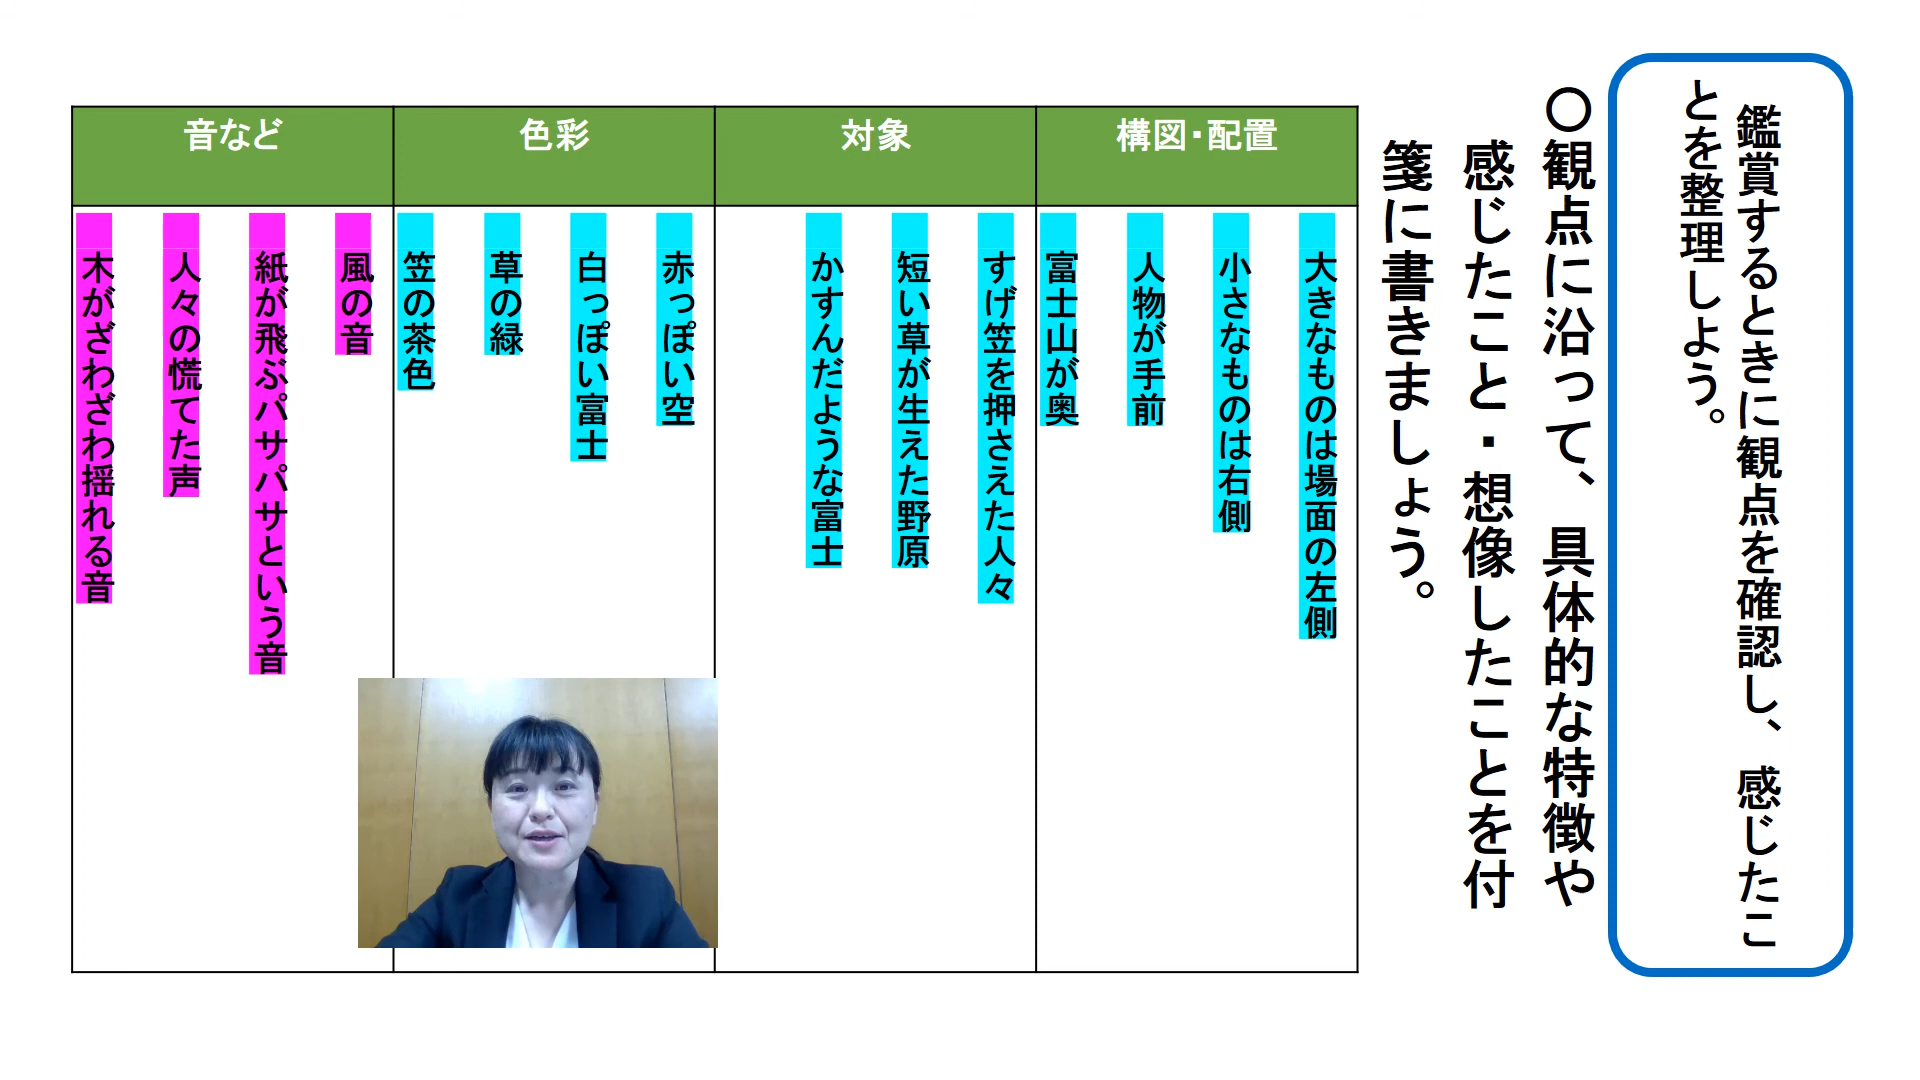 鑑賞するときに観点を確認し、感じたこ
とを整理しよう。
〇観点に沿って、具体的な特徴や
感じたこと・想像したことを付
箋に書きましょう。
構図・配置
大きなものは場面の左側
小さなものは右側
人物が手前
富士山が奥
対象
すげ笠を押さえた人々
短い草が生えた野原
かすんだような富士
色彩
赤っぽい空
白っぽい富士
草の緑
笠の茶色
音など
風の音
紙が飛ぶパサパサという音
人々の慌てた声
木がざわざわ揺れる音